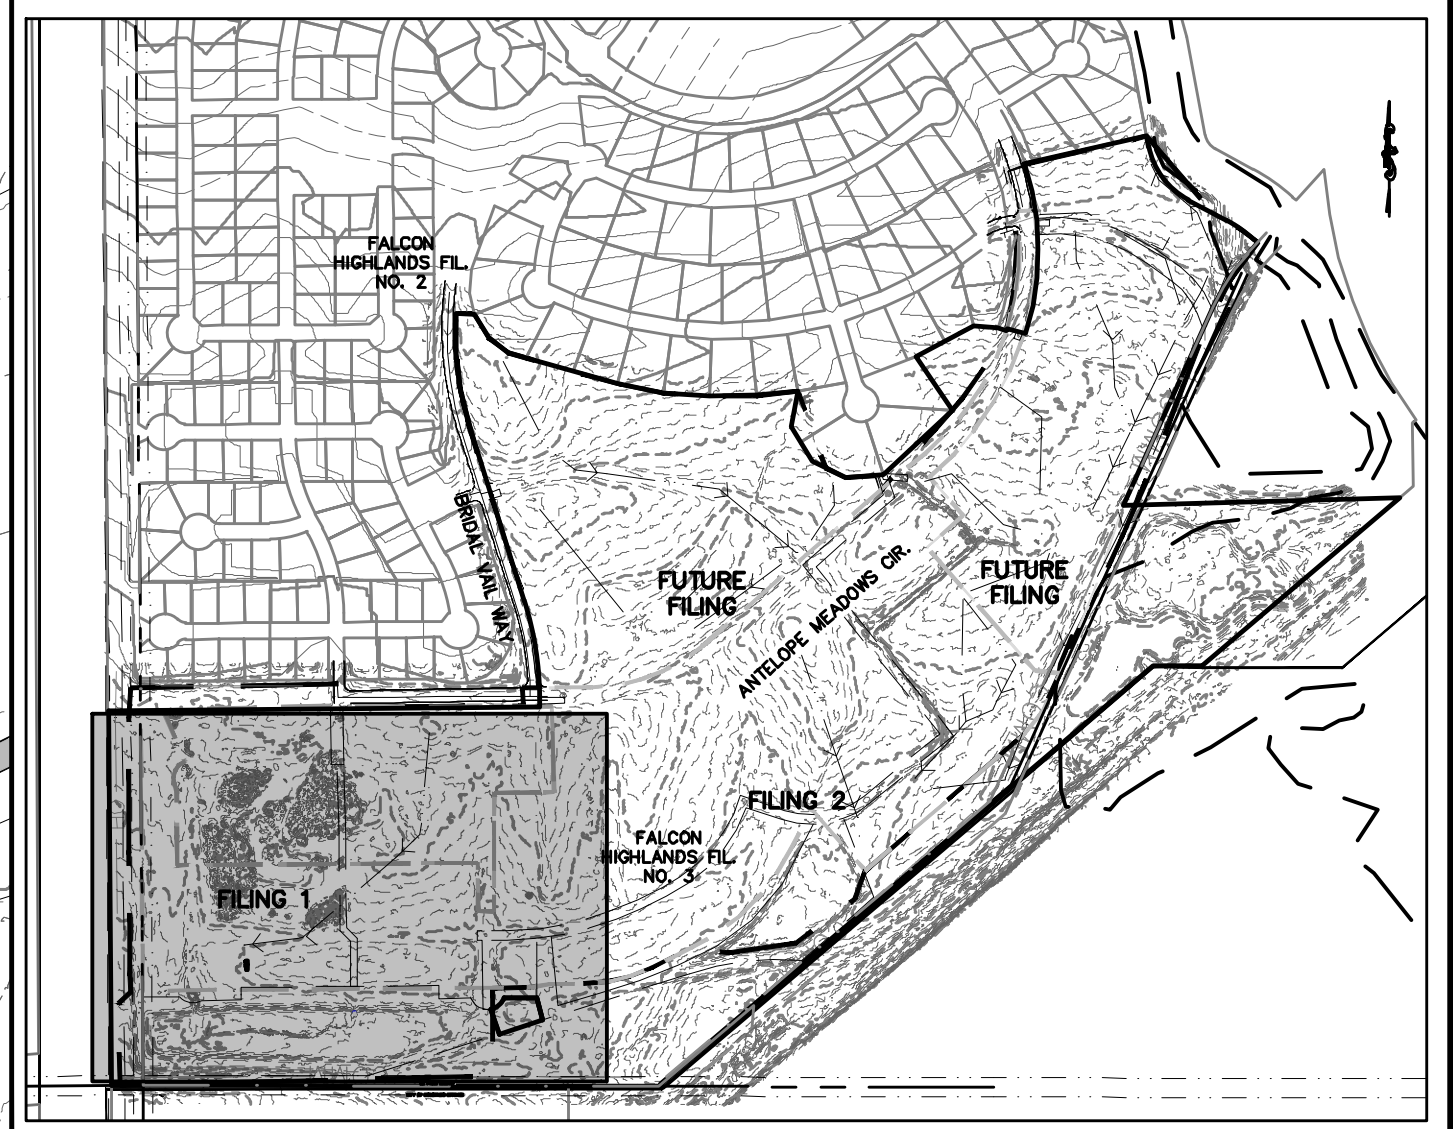 FALCON
HIGHLANDS FIL.
NO. 2
BRIDAL VAIL WAY
FUTURE
FILING
FUTURE
FILING
ANTELOPE MEADOWS CIR.
FILING 2
FALCON
HIGHLANDS FIL.
NO. 3
FILING 1